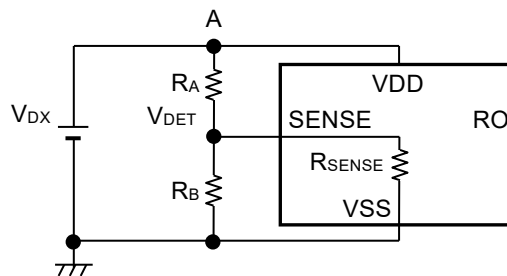 A
RA
VDD
VDX
VDET
SENSE
RO
RSENSE
RB
VSS